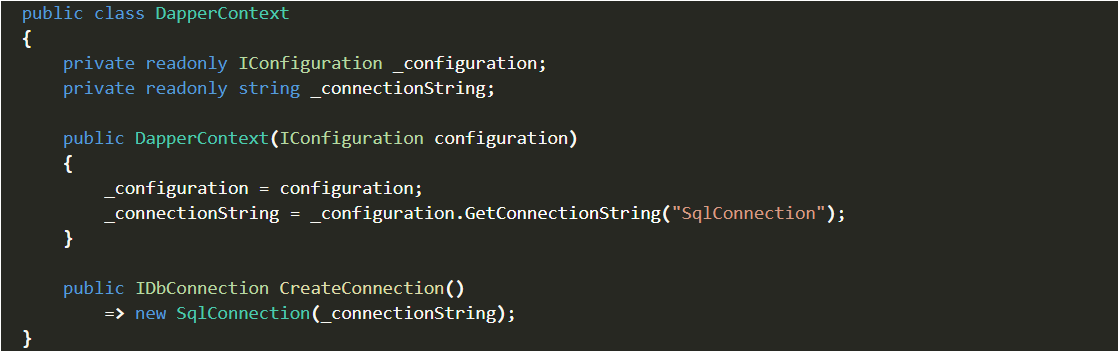 public class DapperContext
{
    private readonly IConfiguration _configuration;
    private readonly string _connectionString;

    public DapperContext(IConfiguration configuration)
    {
        _configuration = configuration;
        _connectionString = _configuration.GetConnectionString("SqlConnection");
    }

    public IDbConnection CreateConnection()
        => new SqlConnection(_connectionString);
}